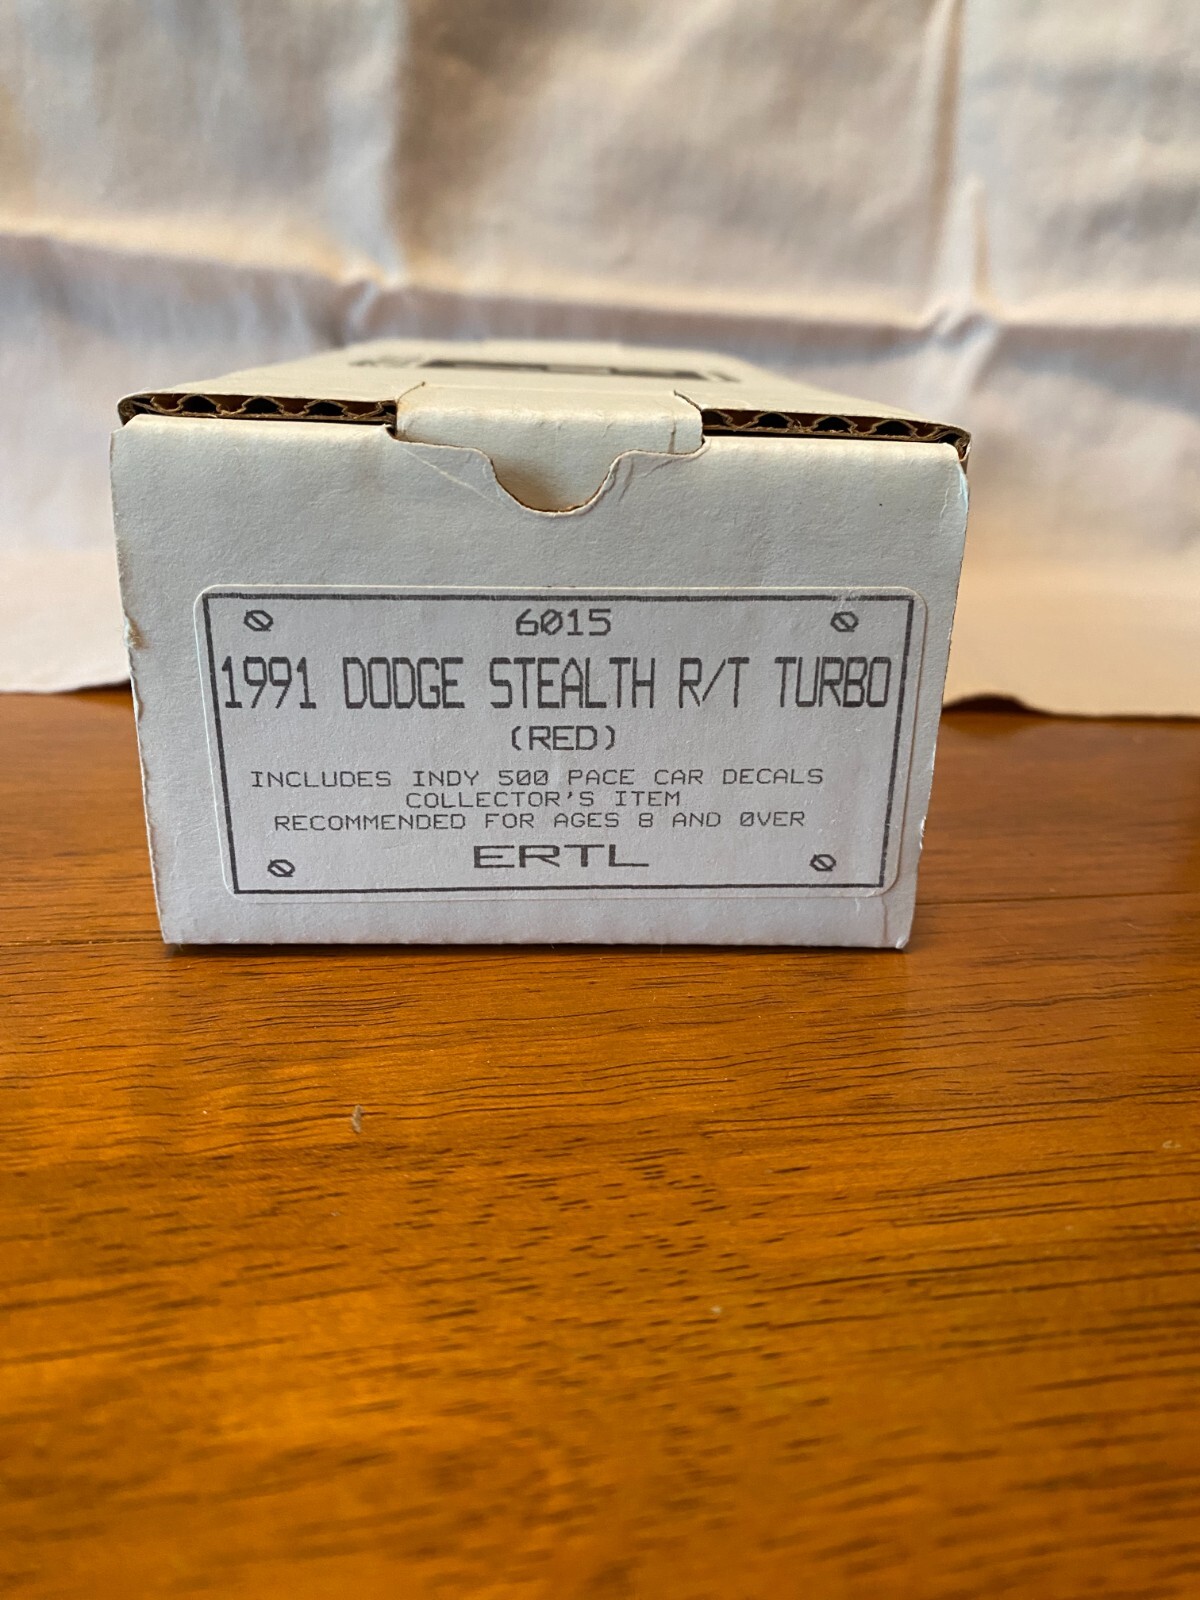 6015
1991 DODGE STEALTH R/T TURBO
(RED)
INCLUDES INDY 500 PACE CAR DECALS
COLLECTOR'S ITEM
RECOMMENDED FOR AGES 8 AND OVER
ERTL